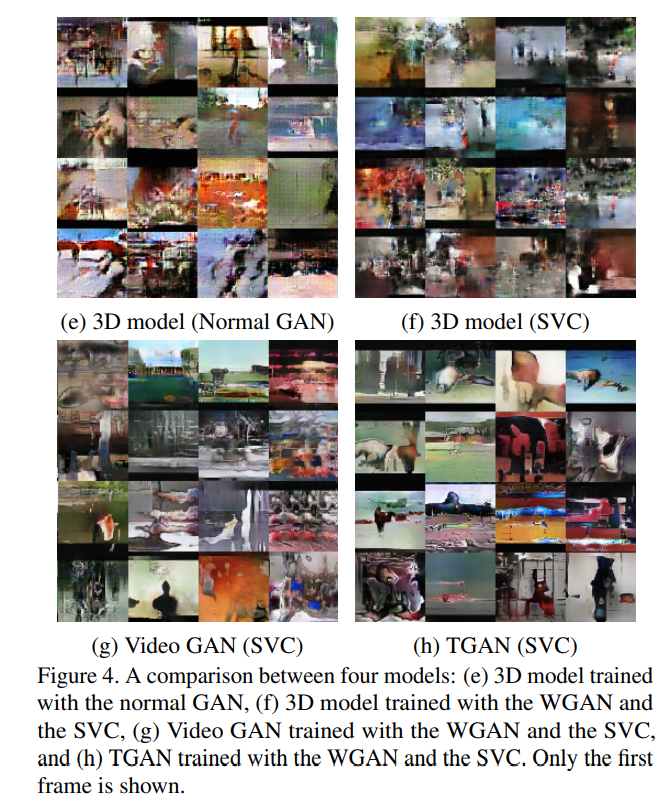 (e) 3D model (Normal GAN)
(f) 3D model (SVC)
(g) Video GAN (SVC)
(h) TGAN (SVC)
Figure 4. A comparison between four models: (e) 3D model trained
with the normal GAN, (f) 3D model trained with the WGAN and
the SVC, (g) Video GAN trained with the WGAN and the SVC,
and (h) TGAN trained with the WGAN and the SVC. Only the first
frame is shown.